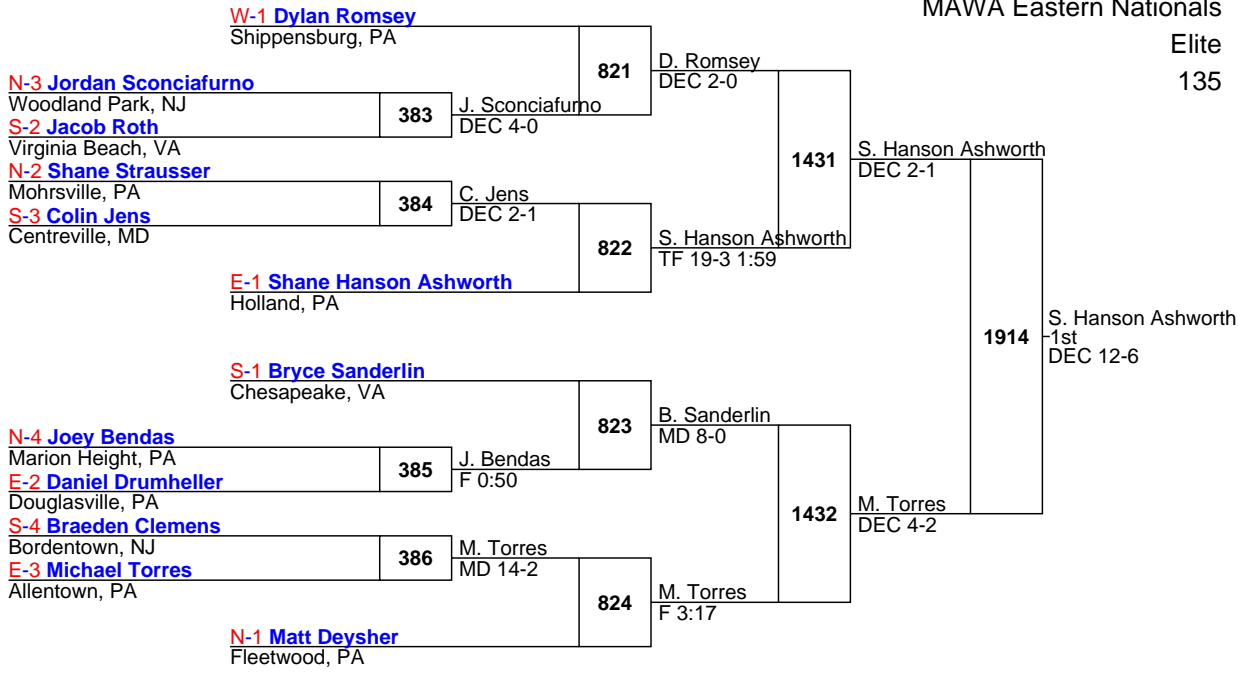 MAWA Eastern Nationals
Elite
135
W-1 Dylan Romsey
Shippensburg, PA
821
D. Romsey
DEC 2-0
N-3 Jordan Sconciafurno
Woodland Park, NJ
383
J. Sconciafurno
DEC 4-0
S-2 Jacob Roth
Virginia Beach, VA
1431
S. Hanson Ashworth
DEC 2-1
N-2 Shane Strausser
Mohrsville, PA
384
C. Jens
DEC 2-1
S-3 Colin Jens
Centreville, MD
822
S. Hanson Ashworth
TF 19-3 1:59
E-1 Shane Hanson Ashworth
Holland, PA
1914
S. Hanson Ashworth
1st
DEC 12-6
S-1 Bryce Sanderlin
Chesapeake, VA
823
B. Sanderlin
MD 8-0
N-4 Joey Bendas
Marion Height, PA
385
J. Bendas
F 0:50
E-2 Daniel Drumheller
Douglasville, PA
1432
M. Torres
DEC 4-2
S-4 Braeden Clemens
Bordentown, NJ
386
M. Torres
MD 14-2
E-3 Michael Torres
Allentown, PA
824
M. Torres
F 3:17
N-1 Matt Deysher
Fleetwood, PA